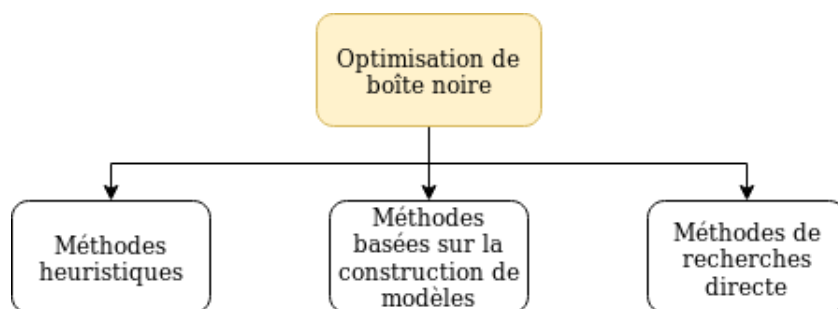 Optimisation de
boîte noire
Méthodes
heuristiques
Méthodes
basées sur la
construction de
modèles
Méthodes de
recherches
directe